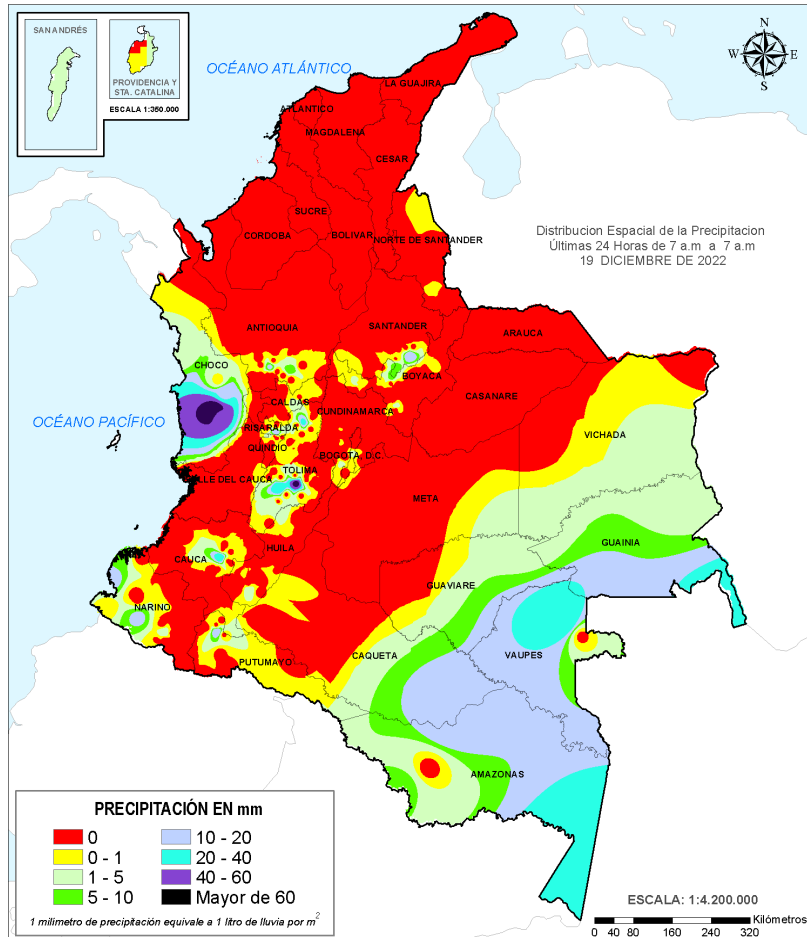 SAN ANDRÉS
PROVIDENCIA Y
STA. CATALINA
ESCALA 1:350.000
OCÉANO ATLÁNTICO
N
W
E
S
LA GUAJIRA
ATLANTICO
MAGDALENA
CESAR
SUCRE
CORDOBA
BOLIVAR
NORTE DE SANTANDER
Distribucion Espacial de la Precipitacion
Últimas 24 Horas de 7 a.m a 7 a.m
19 DICIEMBRE DE 2022
ANTIOQUIA
SANTANDER
ARAUCA
CHOCO
BOYACA
CASANARE
CALDAS
CUNDINAMARCA
OCÉANO PACÍFICO
RISARALDA
VICHADA
QUINDIO
BOGOTA, D.C.
TOLIMA
VALLE DEL CAUCA
META
GUAINIA
HUILA
CAUCA
GUAVIARE
NARIÑO
CAQUETA
VAUPES
PUTUMAYO
AMAZONAS
PRECIPITACIÓN EN mm
0
10 - 20
0 - 1
20 - 40
1 - 5
40 - 60
5 - 10
Mayor de 60
1 milimetro de precipitación equivale a 1 litro de lluvia por m2
ESCALA: 1:4.200.000
Kilómetros
0 40 80 160 240 320